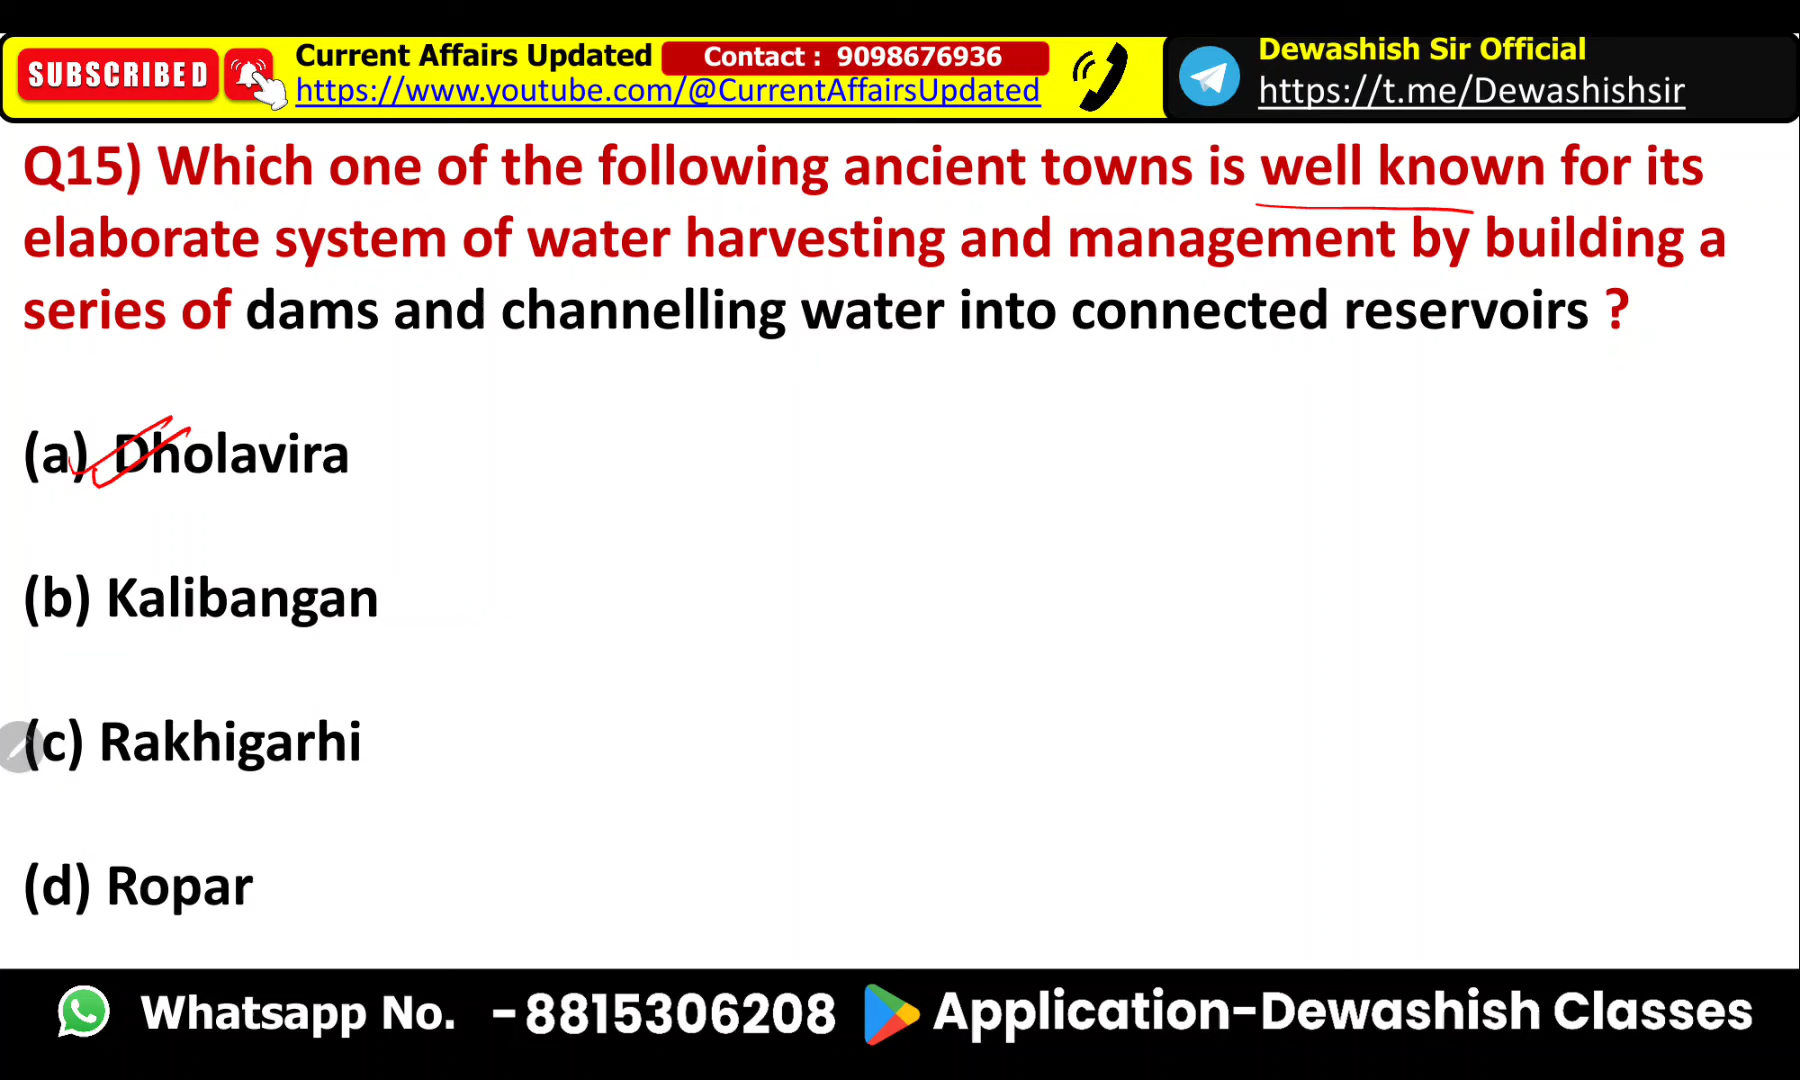 SUBSCRIBED
Current Affairs Updated
Contact : 9098676936
https://www.youtube.com/@CurrentAffairsUpdated
Dewashish Sir Official
https://t.me/Dewashishsir
Q15) Which one of the following ancient towns is well known for its
elaborate system of water harvesting and management by building a
series of dams and channelling water into connected reservoirs ?
(a) Dholavira
(b) Kalibangan
(c) Rakhigarhi
(d) Ropar
Whatsapp No. - 8815306208 Application-Dewashish Classes